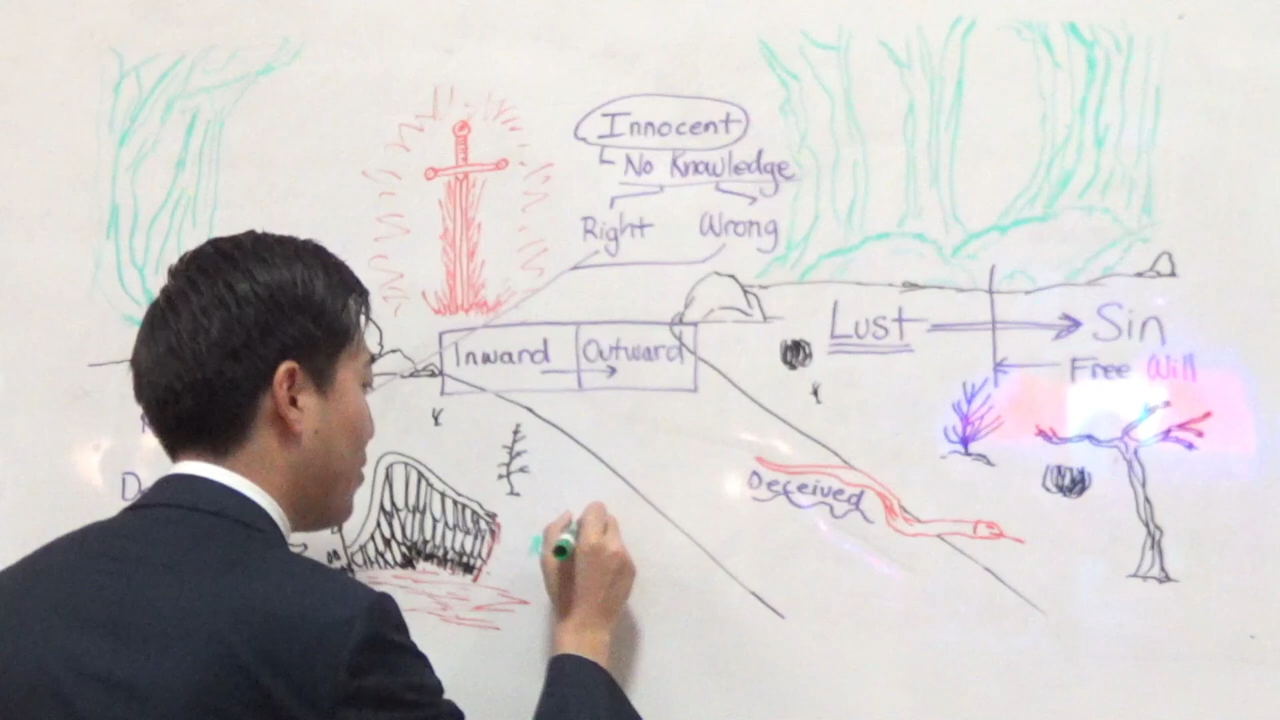 Innocent
No Knowledge
Right Wrong
Inward Outward
Lust Sin
Free Will
Deceived